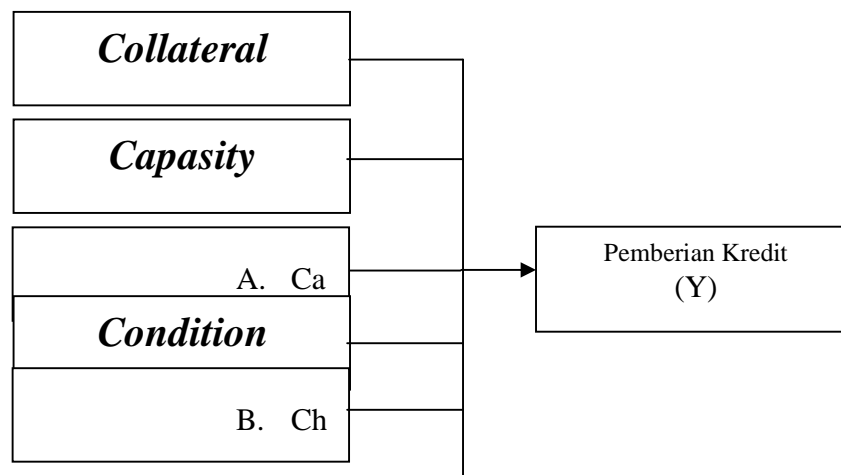 Collateral
Capasity
A. Ca
Condition
B. Ch
Pemberian Kredit
(Y)